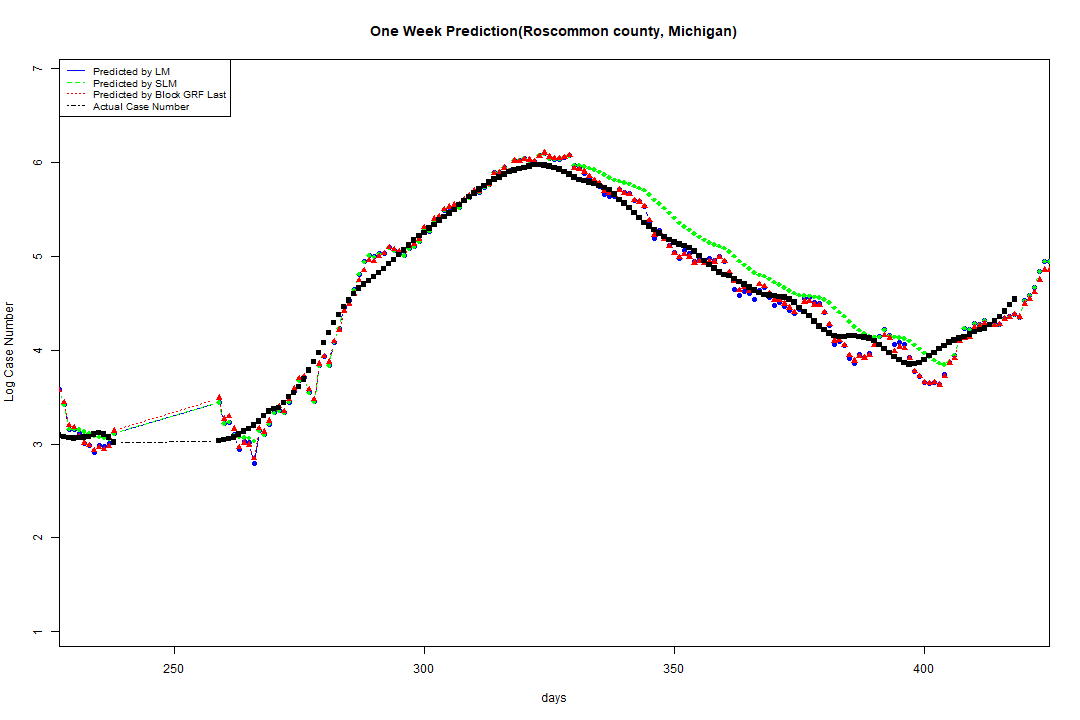 One Week Prediction(Roscommon county, Michigan)
Predicted by LM
Predicted by SLM
Predicted by Block GRF Last
Actual Case Number
Log Case Number
7
6
5
4
3
2
1
250
300
350
400
days